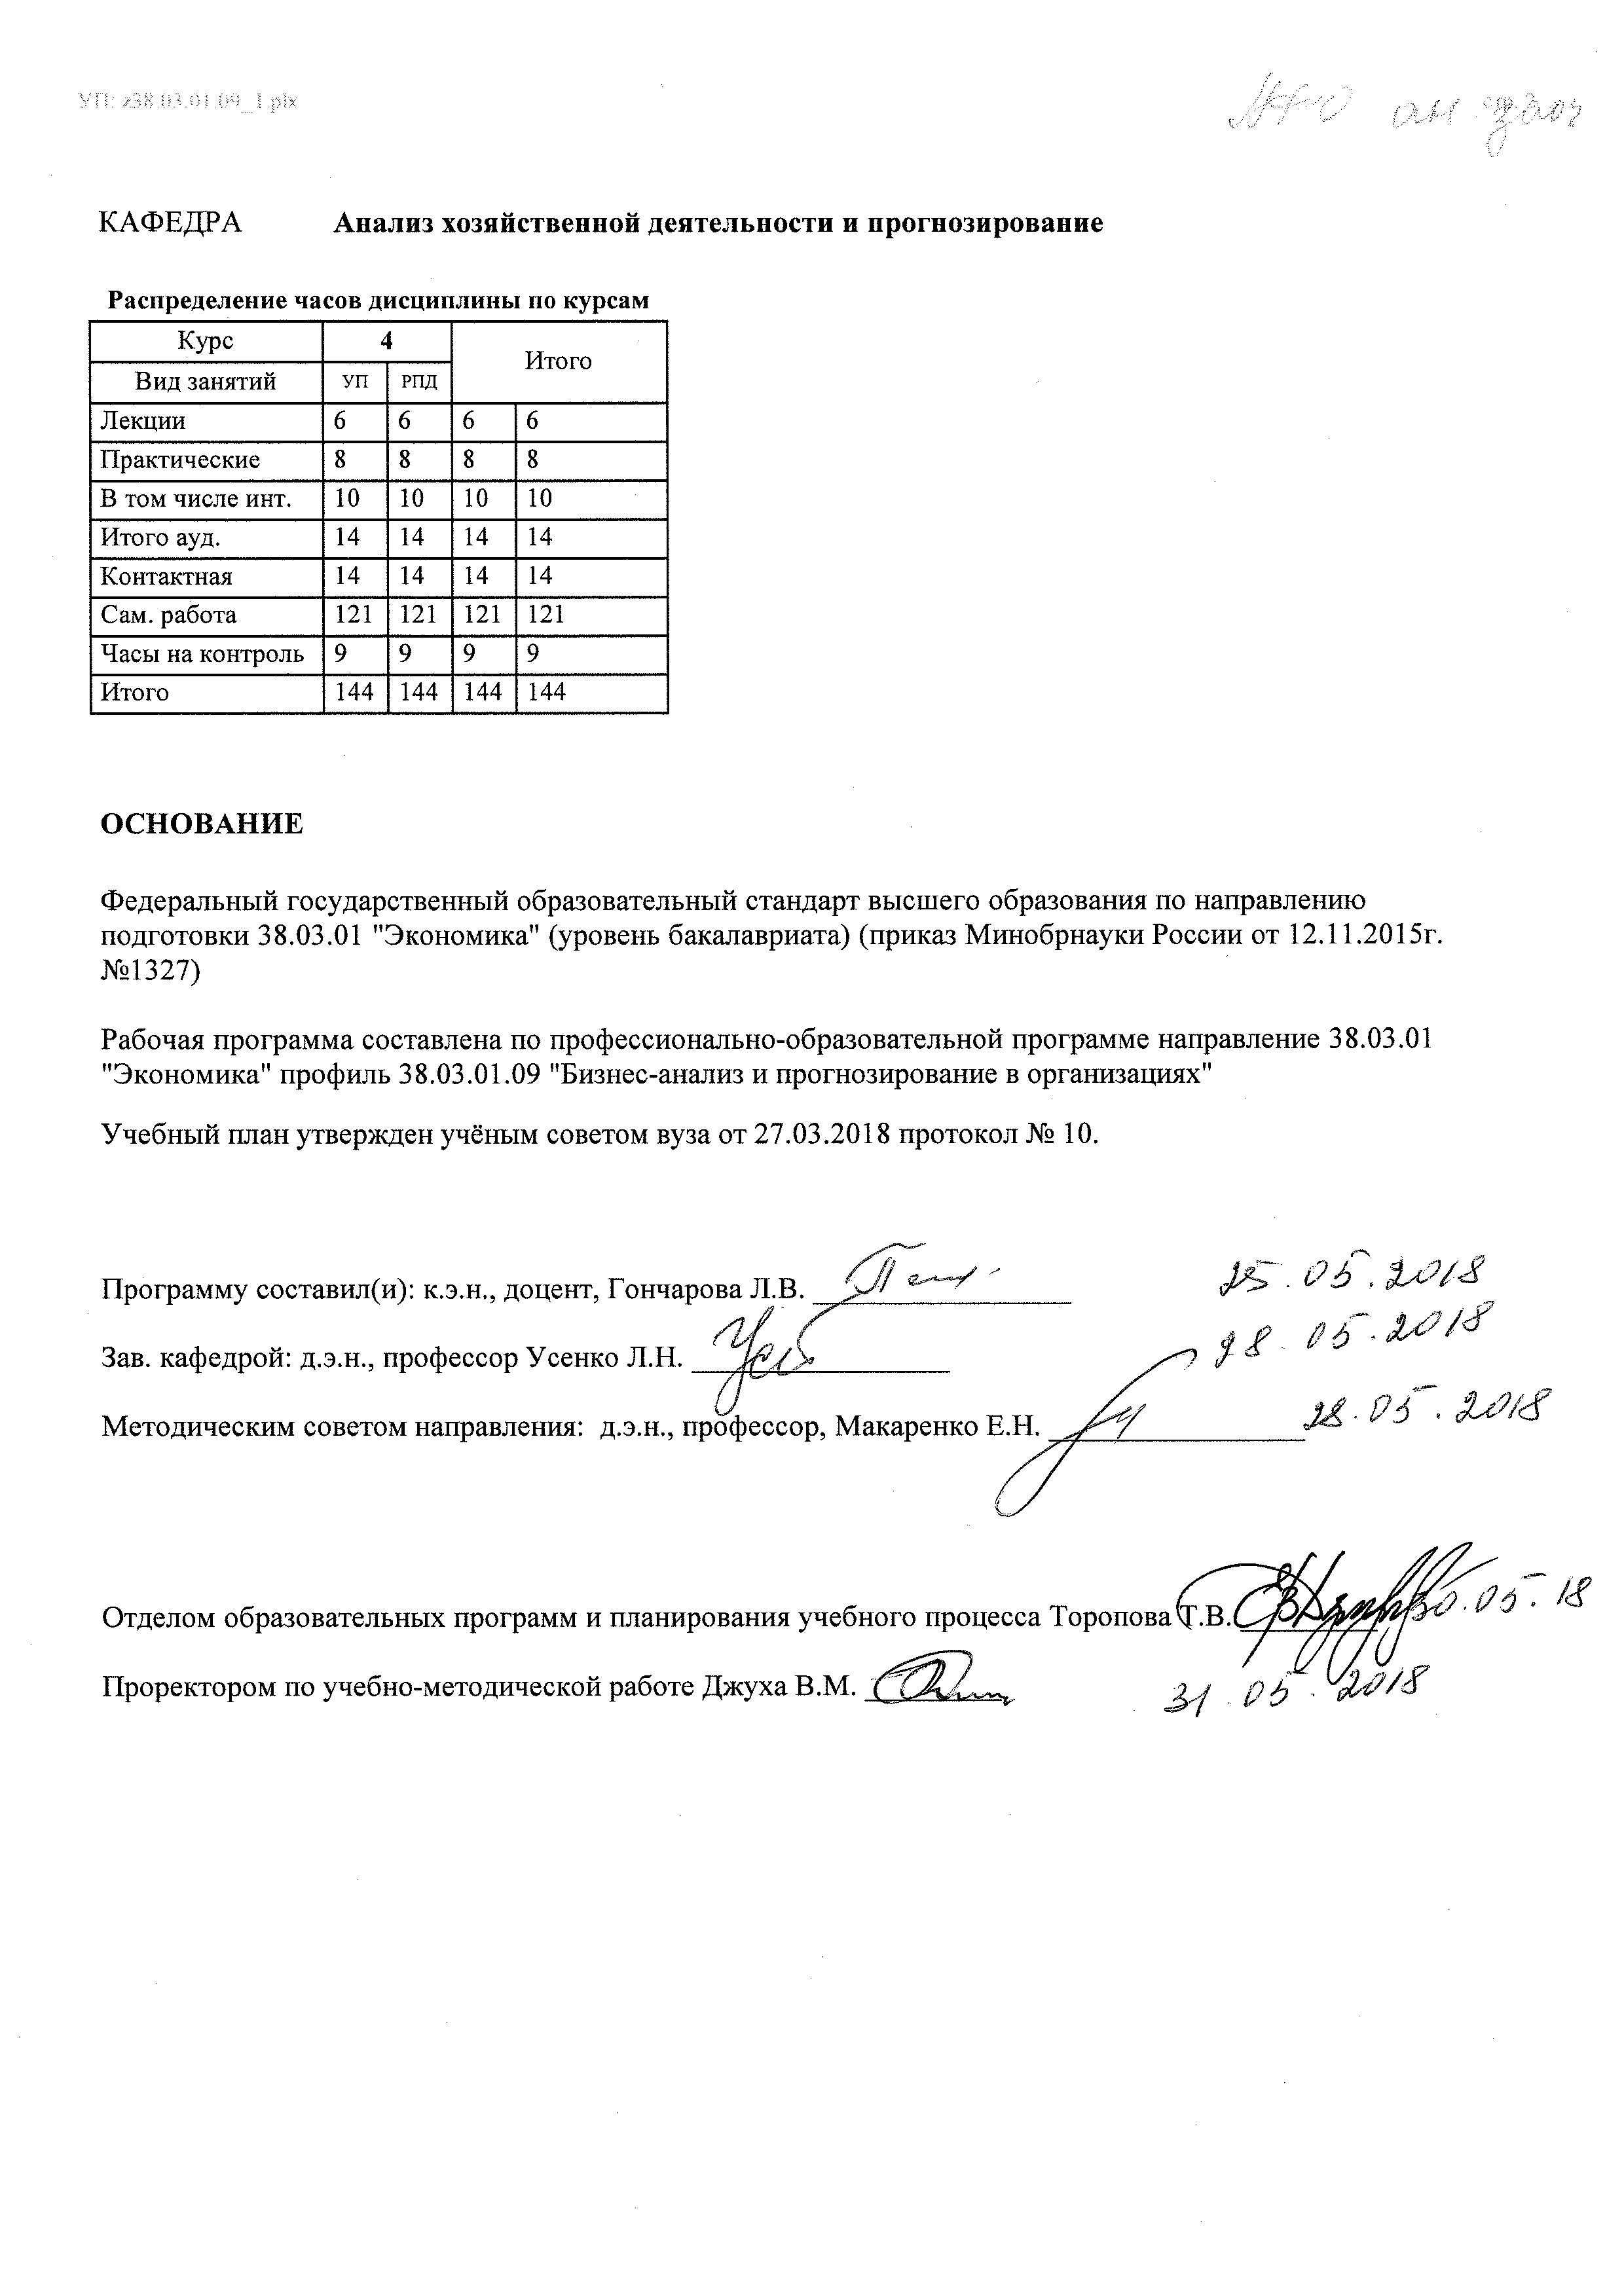 УП: z38.03.01.09_1.plx
КАФЕДРА Анализ хозяйственной деятельности и прогнозирование
Распределение часов дисциплины по курсам
Курс 4 Итого
Вид занятий УП РПД
Лекции 6 6 6 6
Практические 8 8 8 8
В том числе инт. 10 10 10 10
Итого ауд. 14 14 14 14
Контактная 14 14 14 14
Сам. работа 121 121 121 121
Часы на контроль 9 9 9 9
Итого 144 144 144 144
ОСНОВАНИЕ
Федеральный государственный образовательный стандарт высшего образования по направлению
подготовки 38.03.01 "Экономика" (уровень бакалавриата) (приказ Минобрнауки России от 12.11.2015г.
№1327)
Рабочая программа составлена по профессионально-образовательной программе направление 38.03.01
"Экономика" профиль 38.03.01.09 "Бизнес-анализ и прогнозирование в организациях"
Учебный план утвержден учёным советом вуза от 27.03.2018 протокол № 10.
Программу составил(и): к.э.н., доцент, Гончарова Л.В. 25.05.2018
Зав. кафедрой: д.э.н., профессор Усенко Л.Н. 28.05.2018
Методическим советом направления: д.э.н., профессор, Макаренко Е.Н. 28.05.2018
Отделом образовательных программ и планирования учебного процесса Торопова Т.В. 30.05.18
Проректором по учебно-методической работе Джуха В.М. 31.05.2018